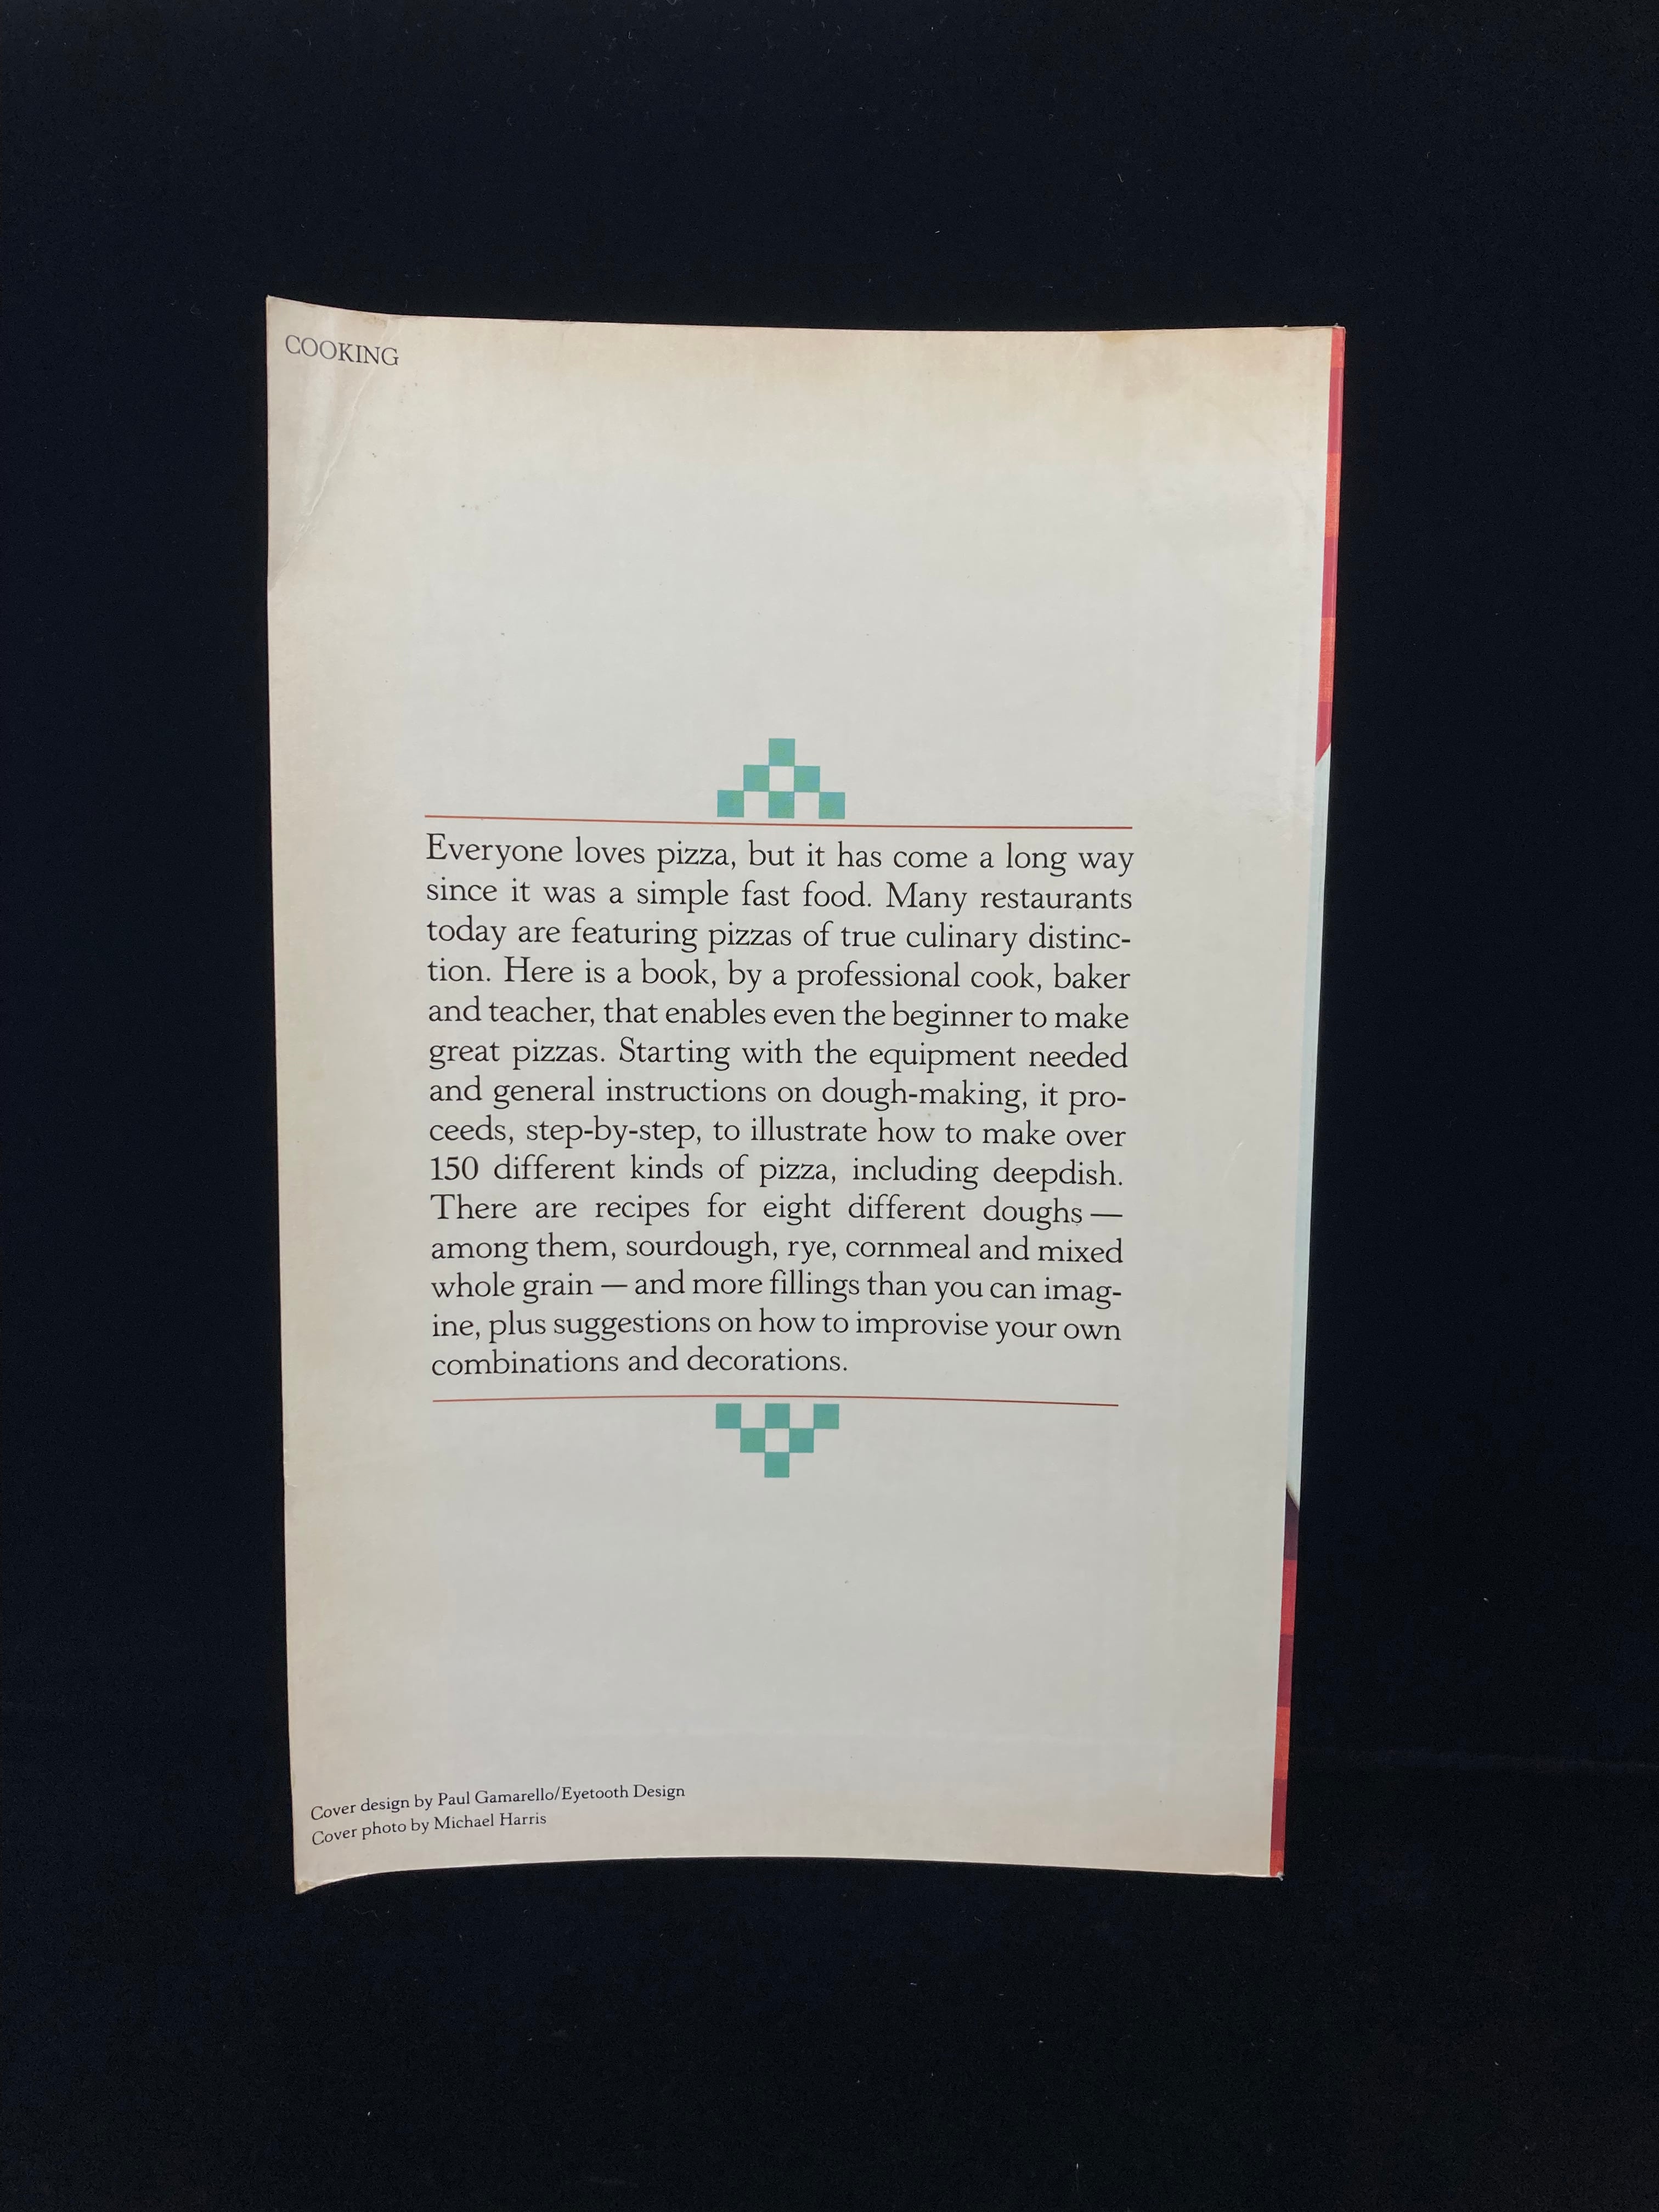 COOKING
Everyone loves pizza, but it has come a long way
since it was a simple fast food. Many restaurants
today are featuring pizzas of true culinary distinc-
tion. Here is a book, by a professional cook, baker
and teacher, that enables even the beginner to make
great pizzas. Starting with the equipment needed
and general instructions on dough-making, it pro-
ceeds, step-by-step, to illustrate how to make over
150 different kinds of pizza, including deepdish.
There are recipes for eight different doughs —
among them, sourdough, rye, cornmeal and mixed
whole grain — and more fillings than you can imag-
ine, plus suggestions on how to improvise your own
combinations and decorations.
Cover design by Paul Gamarello/Eyetooth Design
Cover photo by Michael Harris